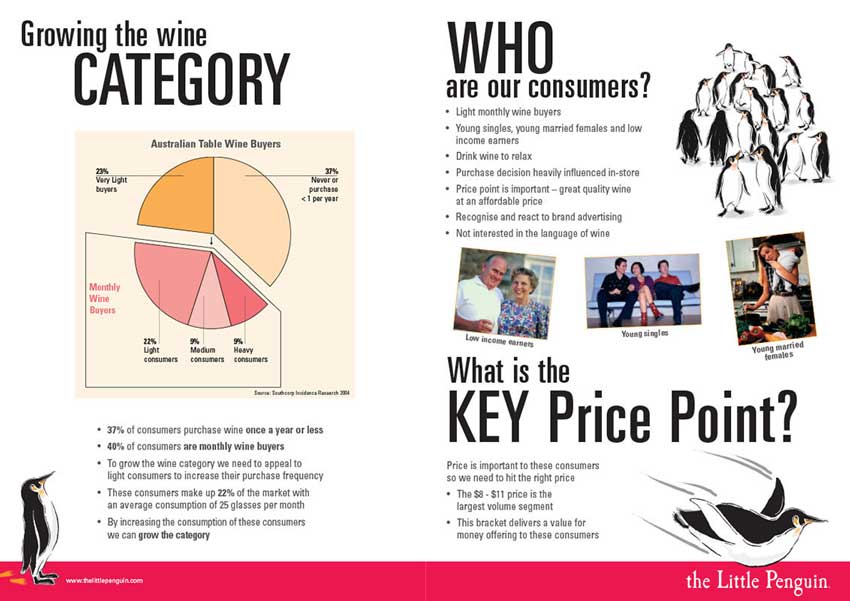 Growing the wine
CATEGORY
Australian Table Wine Buyers
23%
Very Light
buyers
37%
Never or
purchase
< 1 per year
Monthly
Wine
Buyers
22%
Light
consumers
9%
Medium
consumers
9%
Heavy
consumers
Source: Southcorp Incidence Research 2004
• 37% of consumers purchase wine once a year or less
• 40% of consumers are monthly wine buyers
• To grow the wine category we need to appeal to
light consumers to increase their purchase frequency
• These consumers make up 22% of the market with
an average consumption of 25 glasses per month
• By increasing the consumption of these consumers
we can grow the category
www.thelittlepenguin.com
WHO
are our consumers?
• Light monthly wine buyers
• Young singles, young married females and low
income earners
• Drink wine to relax
• Purchase decision heavily influenced in-store
• Price point is important – great quality wine
at an affordable price
• Recognise and react to brand advertising
• Not interested in the language of wine
Low income earners
Young singles
Young married
females
What is the
KEY Price Point?
Price is important to these consumers
so we need to hit the right price
• The $8 - $11 price is the
largest volume segment
• This bracket delivers a value for
money offering to these consumers
the Little Penguin.